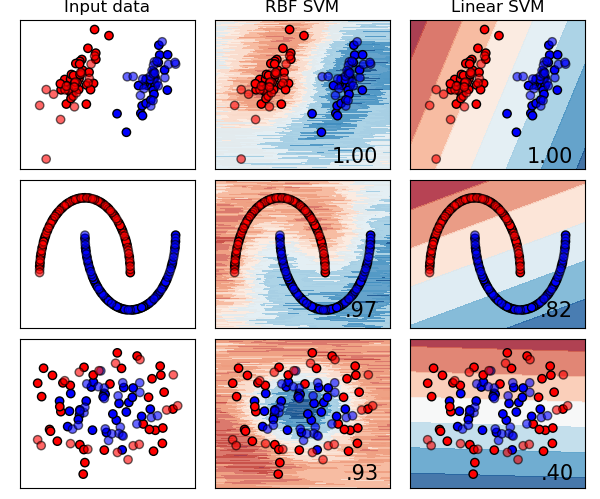 Input data
RBF SVM
Linear SVM
1.00
1.00
.97
.82
.93
.40